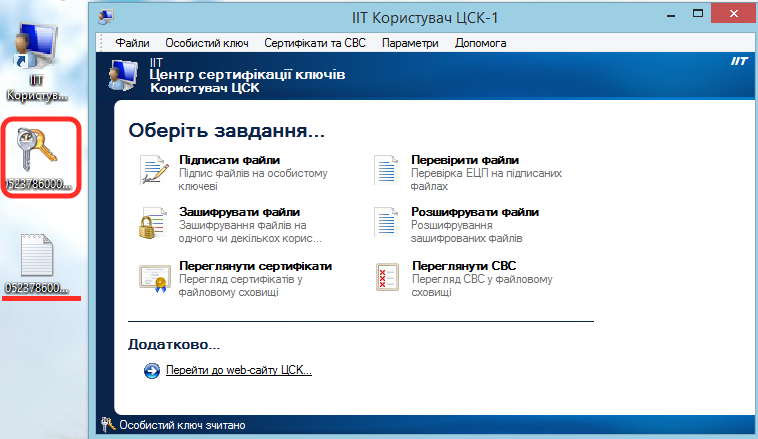 ІІТ
Користув...
0523786000...
052378600...
ІІТ Користувач ЦСК-1
Файли Особистий ключ Сертифікати та СВС Параметри Допомога
ІІТ
Центр сертифікації ключів
Користувач ЦСК
ІІТ
Оберіть завдання...
Підписати файли
Підпис файлів на особистому
ключеві
Перевірити файли
Перевірка ЕЦП на підписаних
файлах
Зашифрувати файли
Зашифрування файлів на
одного чи декількох корис...
Розшифрувати файли
Розшифрування
зашифрованих файлів
Переглянути сертифікати
Перегляд сертифікатів у
файловому сховищі
Переглянути СВС
Перегляд СВС у файловому
сховищі
Додатково...
Перейти до web-сайту ЦСК...
Особистий ключ зчитано